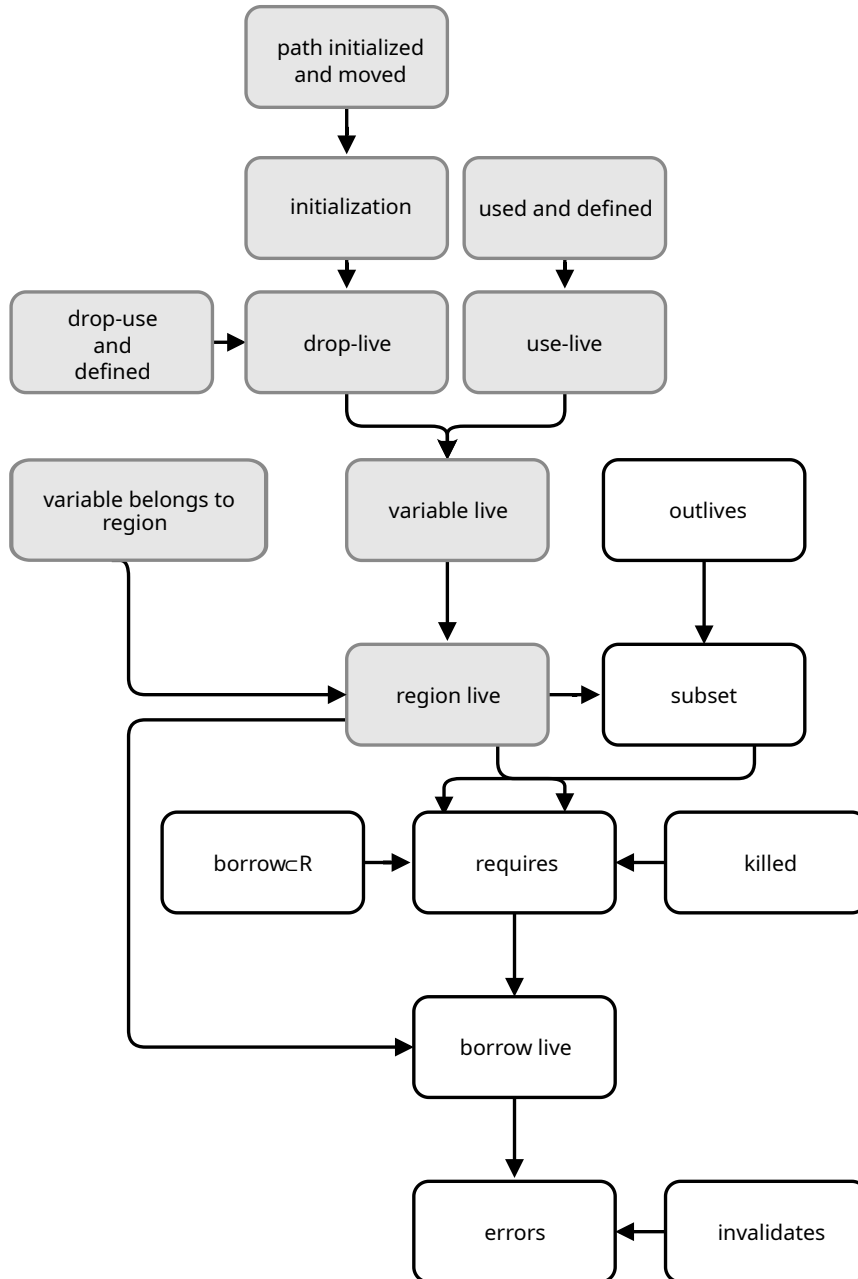 path initialized
and moved
initialization
used and defined
drop-use
and
defined
drop-live
use-live
variable belongs to
region
variable live
outlives
region live
subset
borrow⊂R
requires
killed
borrow live
errors
invalidates